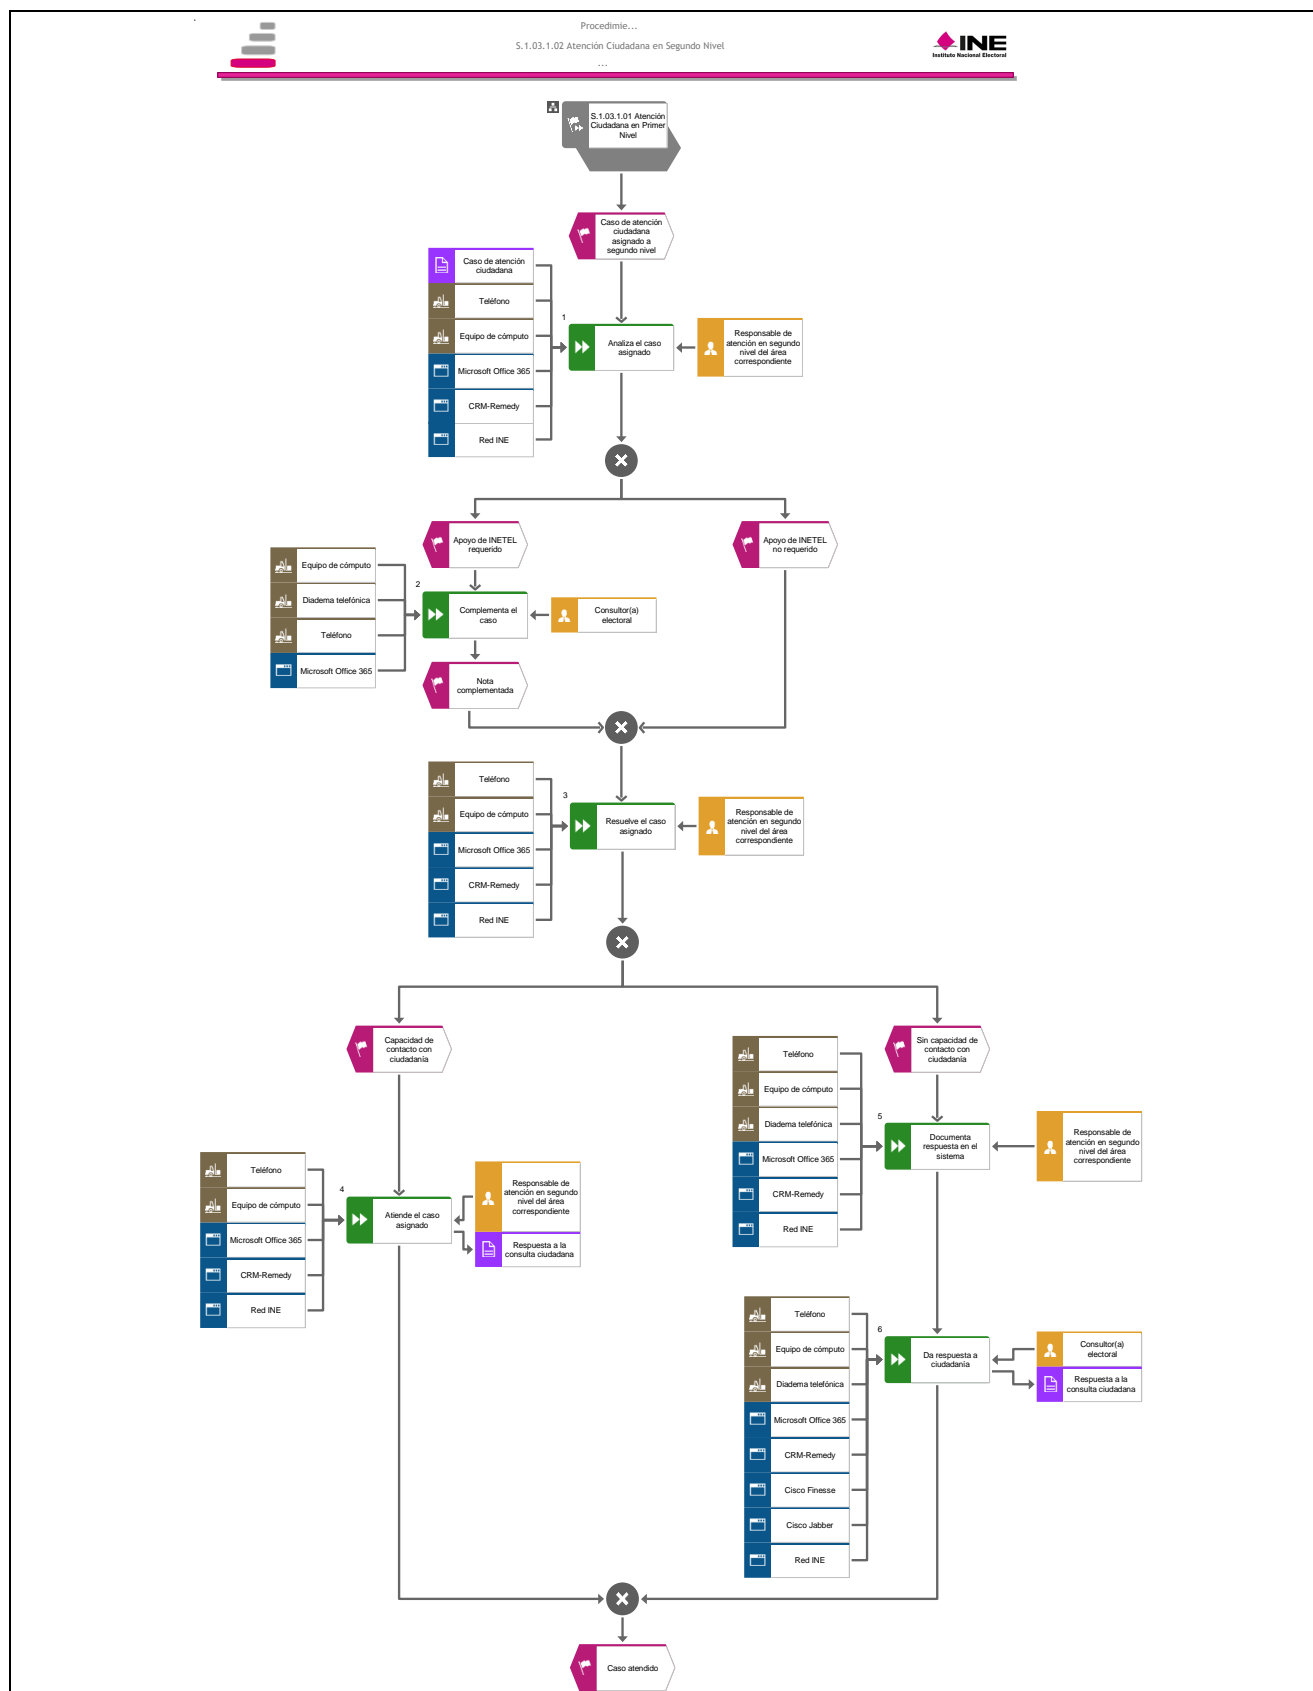 Procedimie...
S.1.03.1.02 Atención Ciudadana en Segundo Nivel
...
INE
Instituto Nacional Electoral
S.1.03.1.01 Atención
Ciudadana en Primer
Nivel
Caso de atención
ciudadana
asignado a
segundo nivel
Caso de atención
ciudadana
Teléfono
Equipo de cómputo
Microsoft Office 365
CRM-Remedy
Red INE
1
Analiza el caso
asignado
Responsable de
atención en segundo
nivel del área
correspondiente
Apoyo de INETEL
requerido
Apoyo de INETEL
no requerido
Equipo de cómputo
Diadema telefónica
Teléfono
Microsoft Office 365
2
Complementa el
caso
Consultor(a)
electoral
Nota
complementada
Teléfono
Equipo de cómputo
Microsoft Office 365
CRM-Remedy
Red INE
3
Resuelve el caso
asignado
Responsable de
atención en segundo
nivel del área
correspondiente
Capacidad de
contacto con
ciudadanía
Sin capacidad de
contacto con
ciudadanía
Teléfono
Equipo de cómputo
Diadema telefónica
Microsoft Office 365
CRM-Remedy
Red INE
5
Documenta
respuesta en el
sistema
Responsable de
atención en segundo
nivel del área
correspondiente
Teléfono
Equipo de cómputo
Microsoft Office 365
CRM-Remedy
Red INE
4
Atiende el caso
asignado
Responsable de
atención en segundo
nivel del área
correspondiente
Respuesta a la
consulta ciudadana
Teléfono
Equipo de cómputo
Diadema telefónica
Microsoft Office 365
CRM-Remedy
Cisco Finesse
Cisco Jabber
Red INE
6
Da respuesta a
ciudadanía
Consultor(a)
electoral
Respuesta a la
consulta ciudadana
Caso atendido